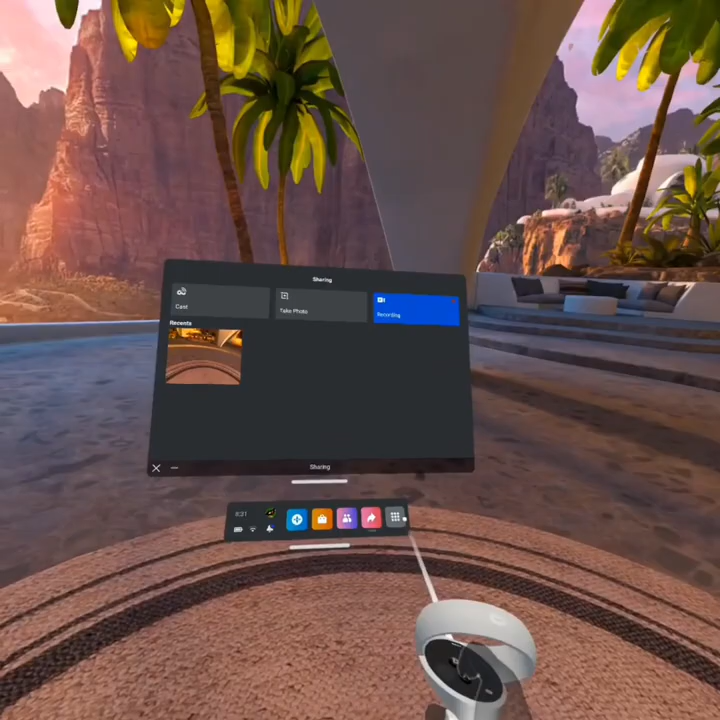 Sharing
Cast
Take Photo
Recording
Recents
Sharing